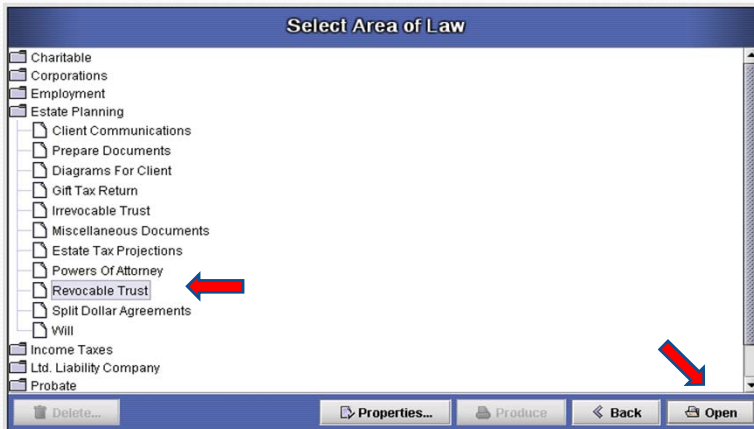 Select Area of Law
Charitable
Corporations
Employment
Estate Planning
Client Communications
Prepare Documents
Diagrams For Client
Gift Tax Return
Irrevocable Trust
Miscellaneous Documents
Estate Tax Projections
Powers Of Attorney
Revocable Trust
Split Dollar Agreements
Will
Income Taxes
Ltd. Liability Company
Probate
Delete... Properties... Produce Back Open